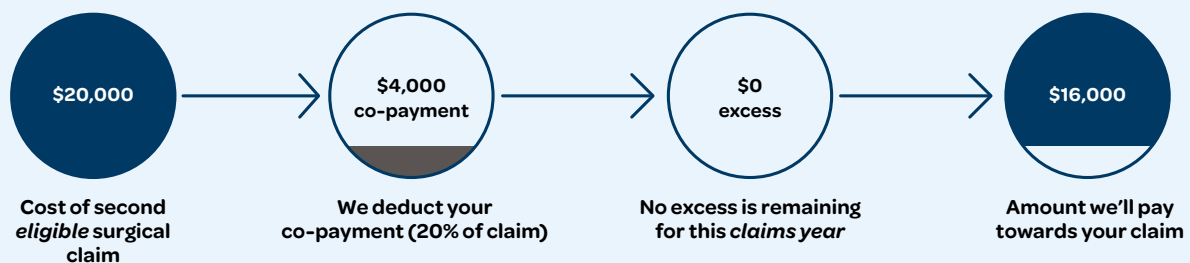 $20,000
$4,000
co-payment
$0
excess
$16,000
Cost of second
eligible surgical
claim
We deduct your
co-payment (20% of claim)
No excess is remaining
for this claims year
Amount we’ll pay
towards your claim